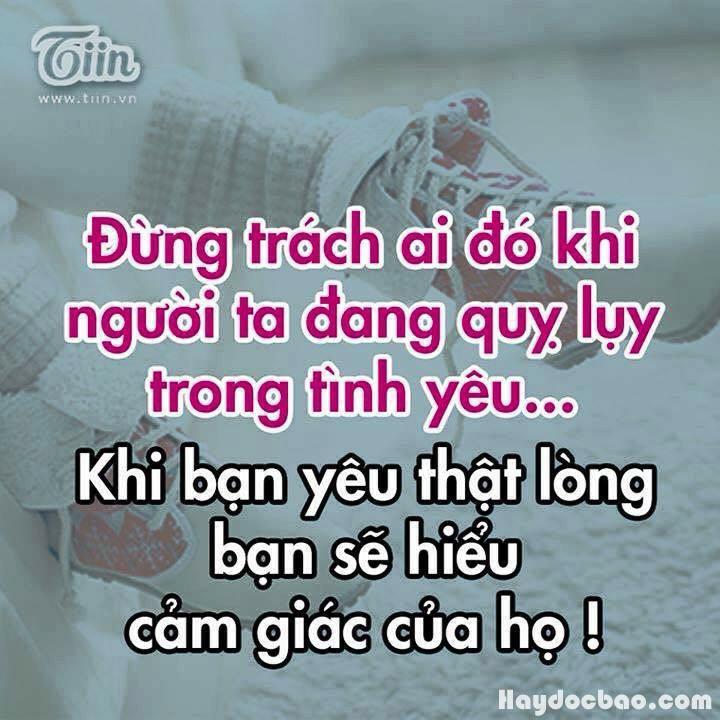 Tiin
www.tiin.vn
Đừng trách ai đó khi
người ta đang quỵ lụy
trong tình yêu...
Khi bạn yêu thật lòng
bạn sẽ hiểu
cảm giác của họ !
Haydocbao.com